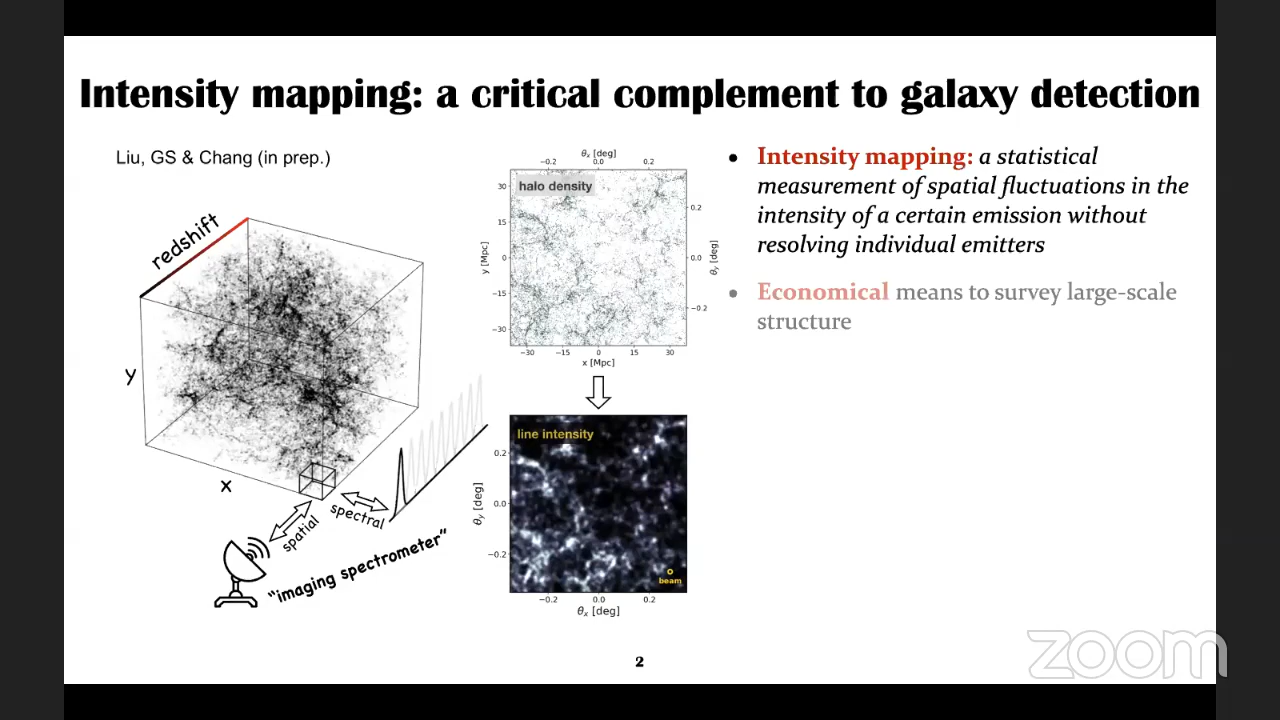 Intensity mapping: a critical complement to galaxy detection
Liu, GS & Chang (in prep.)
redshift
y
x
spatial
spectral
"imaging spectrometer"
θx [deg]
−0.2 0.0 0.2
halo density
30
15
0
−15
−30
y [Mpc]
0.2
0.0
−0.2
θy [deg]
−30 −15 0 15 30
x [Mpc]
line intensity
0.2
0.0
−0.2
θy [deg]
beam
−0.2 0.0 0.2
θx [deg]
• Intensity mapping: a statistical
measurement of spatial fluctuations in the
intensity of a certain emission without
resolving individual emitters
• Economical means to survey large-scale
structure
2
zoom